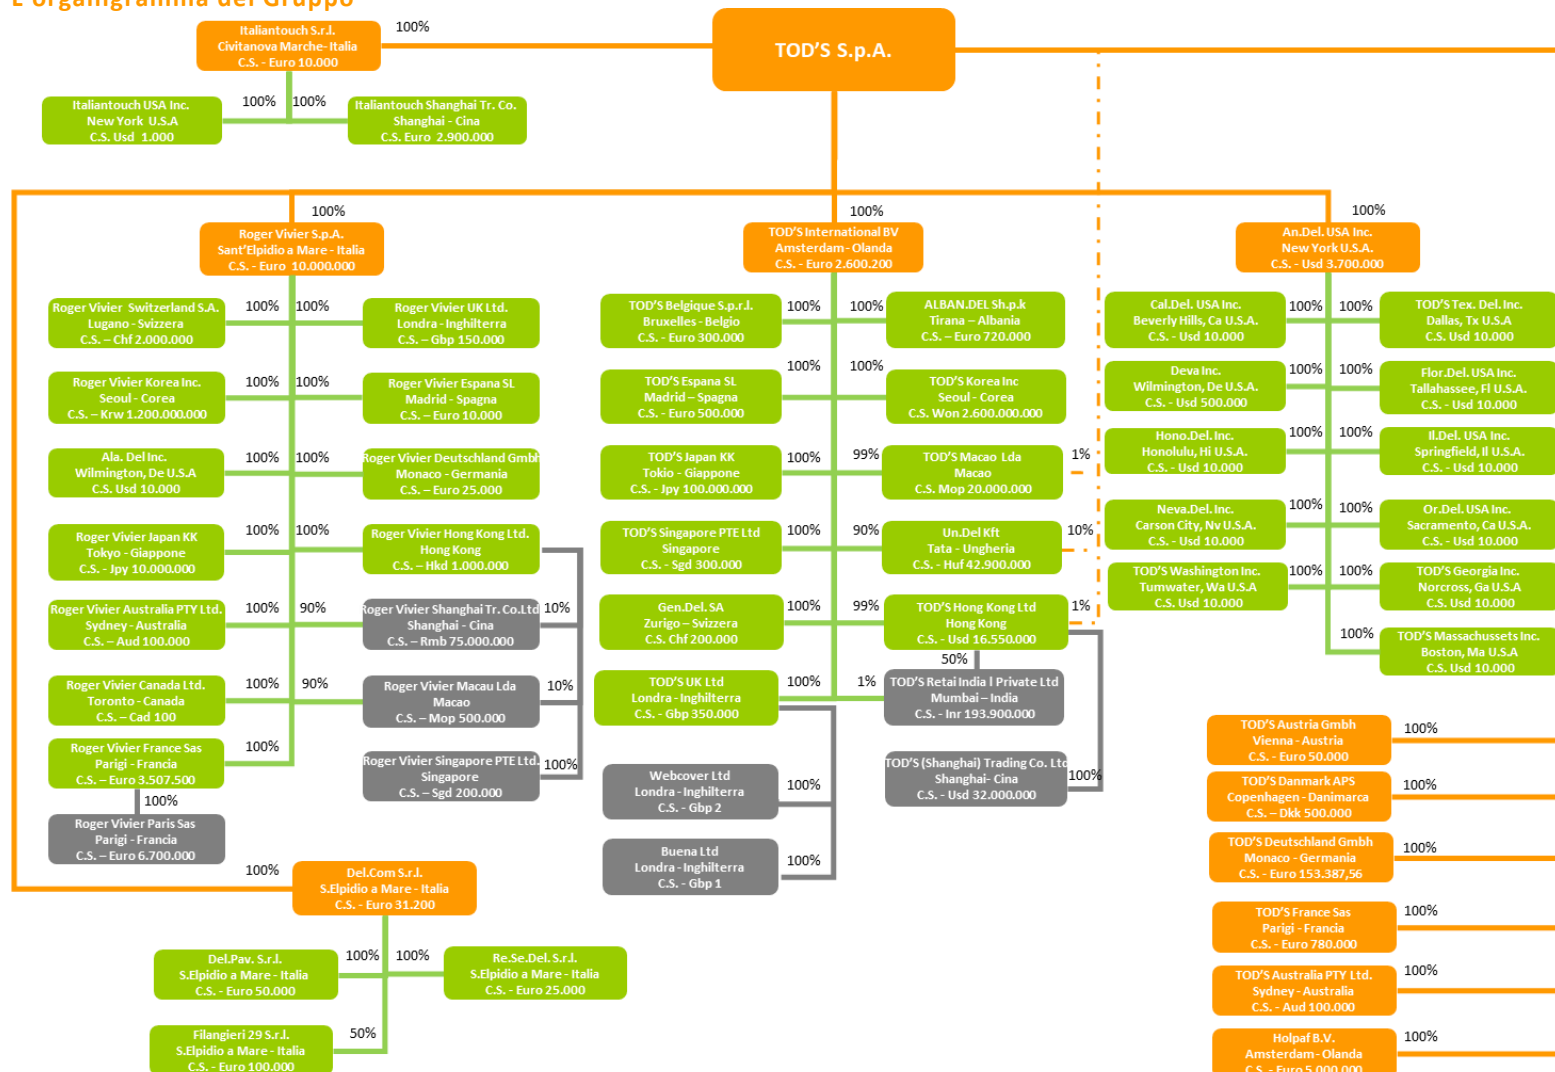 L'organigramma del Gruppo
Italiantouch S.r.l.
Civitanova Marche- Italia
C.S. - Euro 10.000
100%
TOD'S S.p.A.
Italiantouch USA Inc.
New York U.S.A
C.S. Usd 1.000
100%
100%
Italiantouch Shanghai Tr. Co.
Shanghai - Cina
C.S. Euro 2.900.000
100%
Roger Vivier S.p.A.
Sant'Elpidio a Mare - Italia
C.S. - Euro 10.000.000
Roger Vivier Switzerland S.A.
Lugano - Svizzera
C.S. – Chf 2.000.000
100%
100%
Roger Vivier UK Ltd.
Londra - Inghilterra
C.S. – Gbp 150.000
Roger Vivier Korea Inc.
Seoul - Corea
C.S. – Krw 1.200.000.000
100%
100%
Roger Vivier Espana SL
Madrid - Spagna
C.S. – Euro 10.000
Ala. Del Inc.
Wilmington, De U.S.A
C.S. Usd 10.000
100%
100%
Roger Vivier Deutschland Gmbh
Monaco - Germania
C.S. – Euro 25.000
Roger Vivier Japan KK
Tokyo - Giappone
C.S. - Jpy 10.000.000
100%
100%
Roger Vivier Hong Kong Ltd.
Hong Kong
C.S. – Hkd 1.000.000
Roger Vivier Australia PTY Ltd.
Sydney - Australia
C.S. – Aud 100.000
100%
90%
Roger Vivier Shanghai Tr. Co.Ltd
Shanghai - Cina
C.S. – Rmb 75.000.000
10%
Roger Vivier Canada Ltd.
Toronto - Canada
C.S. – Cad 100
100%
90%
Roger Vivier Macau Lda
Macao
C.S. – Mop 500.000
10%
Roger Vivier France Sas
Parigi - Francia
C.S. – Euro 3.507.500
100%
Roger Vivier Singapore PTE Ltd.
Singapore
C.S. – Sgd 200.000
100%
100%
Roger Vivier Paris Sas
Parigi - Francia
C.S. – Euro 6.700.000
100%
Del.Com S.r.l.
S.Elpidio a Mare - Italia
C.S. - Euro 31.200
Del.Pav. S.r.l.
S.Elpidio a Mare - Italia
C.S. - Euro 50.000
100%
100%
Re.Se.Del. S.r.l.
S.Elpidio a Mare - Italia
C.S. - Euro 25.000
Filangieri 29 S.r.l.
S.Elpidio a Mare - Italia
C.S. - Euro 100.000
50%
100%
TOD'S International BV
Amsterdam - Olanda
C.S. - Euro 2.600.200
TOD'S Belgique S.p.r.l.
Bruxelles - Belgio
C.S. - Euro 300.000
100%
100%
ALBAN.DEL Sh.p.k
Tirana – Albania
C.S. – Euro 720.000
TOD'S Espana SL
Madrid – Spagna
C.S. - Euro 500.000
100%
100%
TOD'S Korea Inc
Seoul - Corea
C.S. Won 2.600.000.000
TOD'S Japan KK
Tokio - Giappone
C.S. - Jpy 100.000.000
100%
99%
TOD'S Macao Lda
Macao
C.S. Mop 20.000.000
1%
TOD'S Singapore PTE Ltd
Singapore
C.S. - Sgd 300.000
100%
90%
Un.Del Kft
Tata - Ungheria
C.S. - Huf 42.900.000
10%
Gen.Del. SA
Zurigo – Svizzera
C.S. Chf 200.000
100%
99%
TOD'S Hong Kong Ltd
Hong Kong
C.S. - Usd 16.550.000
1%
50%
TOD'S UK Ltd
Londra - Inghilterra
C.S. - Gbp 350.000
100%
1%
TOD'S Retai India l Private Ltd
Mumbai – India
C.S. - Inr 193.900.000
Webcover Ltd
Londra - Inghilterra
C.S. - Gbp 2
100%
TOD'S (Shanghai) Trading Co. Ltd
Shanghai- Cina
C.S. - Usd 32.000.000
100%
Buena Ltd
Londra - Inghilterra
C.S. - Gbp 1
100%
100%
An.Del. USA Inc.
New York U.S.A.
C.S. - Usd 3.700.000
Cal.Del. USA Inc.
Beverly Hills, Ca U.S.A.
C.S. - Usd 10.000
100%
100%
TOD'S Tex. Del. Inc.
Dallas, Tx U.S.A
C.S. Usd 10.000
Deva Inc.
Wilmington, De U.S.A.
C.S. - Usd 500.000
100%
100%
Flor.Del. USA Inc.
Tallahassee, Fl U.S.A.
C.S. - Usd 10.000
Hono.Del. Inc.
Honolulu, Hi U.S.A.
C.S. - Usd 10.000
100%
100%
Il.Del. USA Inc.
Springfield, Il U.S.A.
C.S. - Usd 10.000
Neva.Del. Inc.
Carson City, Nv U.S.A.
C.S. - Usd 10.000
100%
100%
Or.Del. USA Inc.
Sacramento, Ca U.S.A.
C.S. - Usd 10.000
TOD'S Washington Inc.
Tumwater, Wa U.S.A
C.S. Usd 10.000
100%
100%
TOD'S Georgia Inc.
Norcross, Ga U.S.A
C.S. Usd 10.000
100%
TOD'S Massachussets Inc.
Boston, Ma U.S.A
C.S. Usd 10.000
TOD'S Austria Gmbh
Vienna - Austria
C.S. - Euro 50.000
100%
TOD'S Danmark APS
Copenhagen - Danimarca
C.S. – Dkk 500.000
100%
TOD'S Deutschland Gmbh
Monaco - Germania
C.S. - Euro 153.387,56
100%
TOD'S France Sas
Parigi - Francia
C.S. - Euro 780.000
100%
TOD'S Australia PTY Ltd.
Sydney - Australia
C.S. - Aud 100.000
100%
Holpaf B.V.
Amsterdam - Olanda
C.S. - Euro 5.000.000
100%